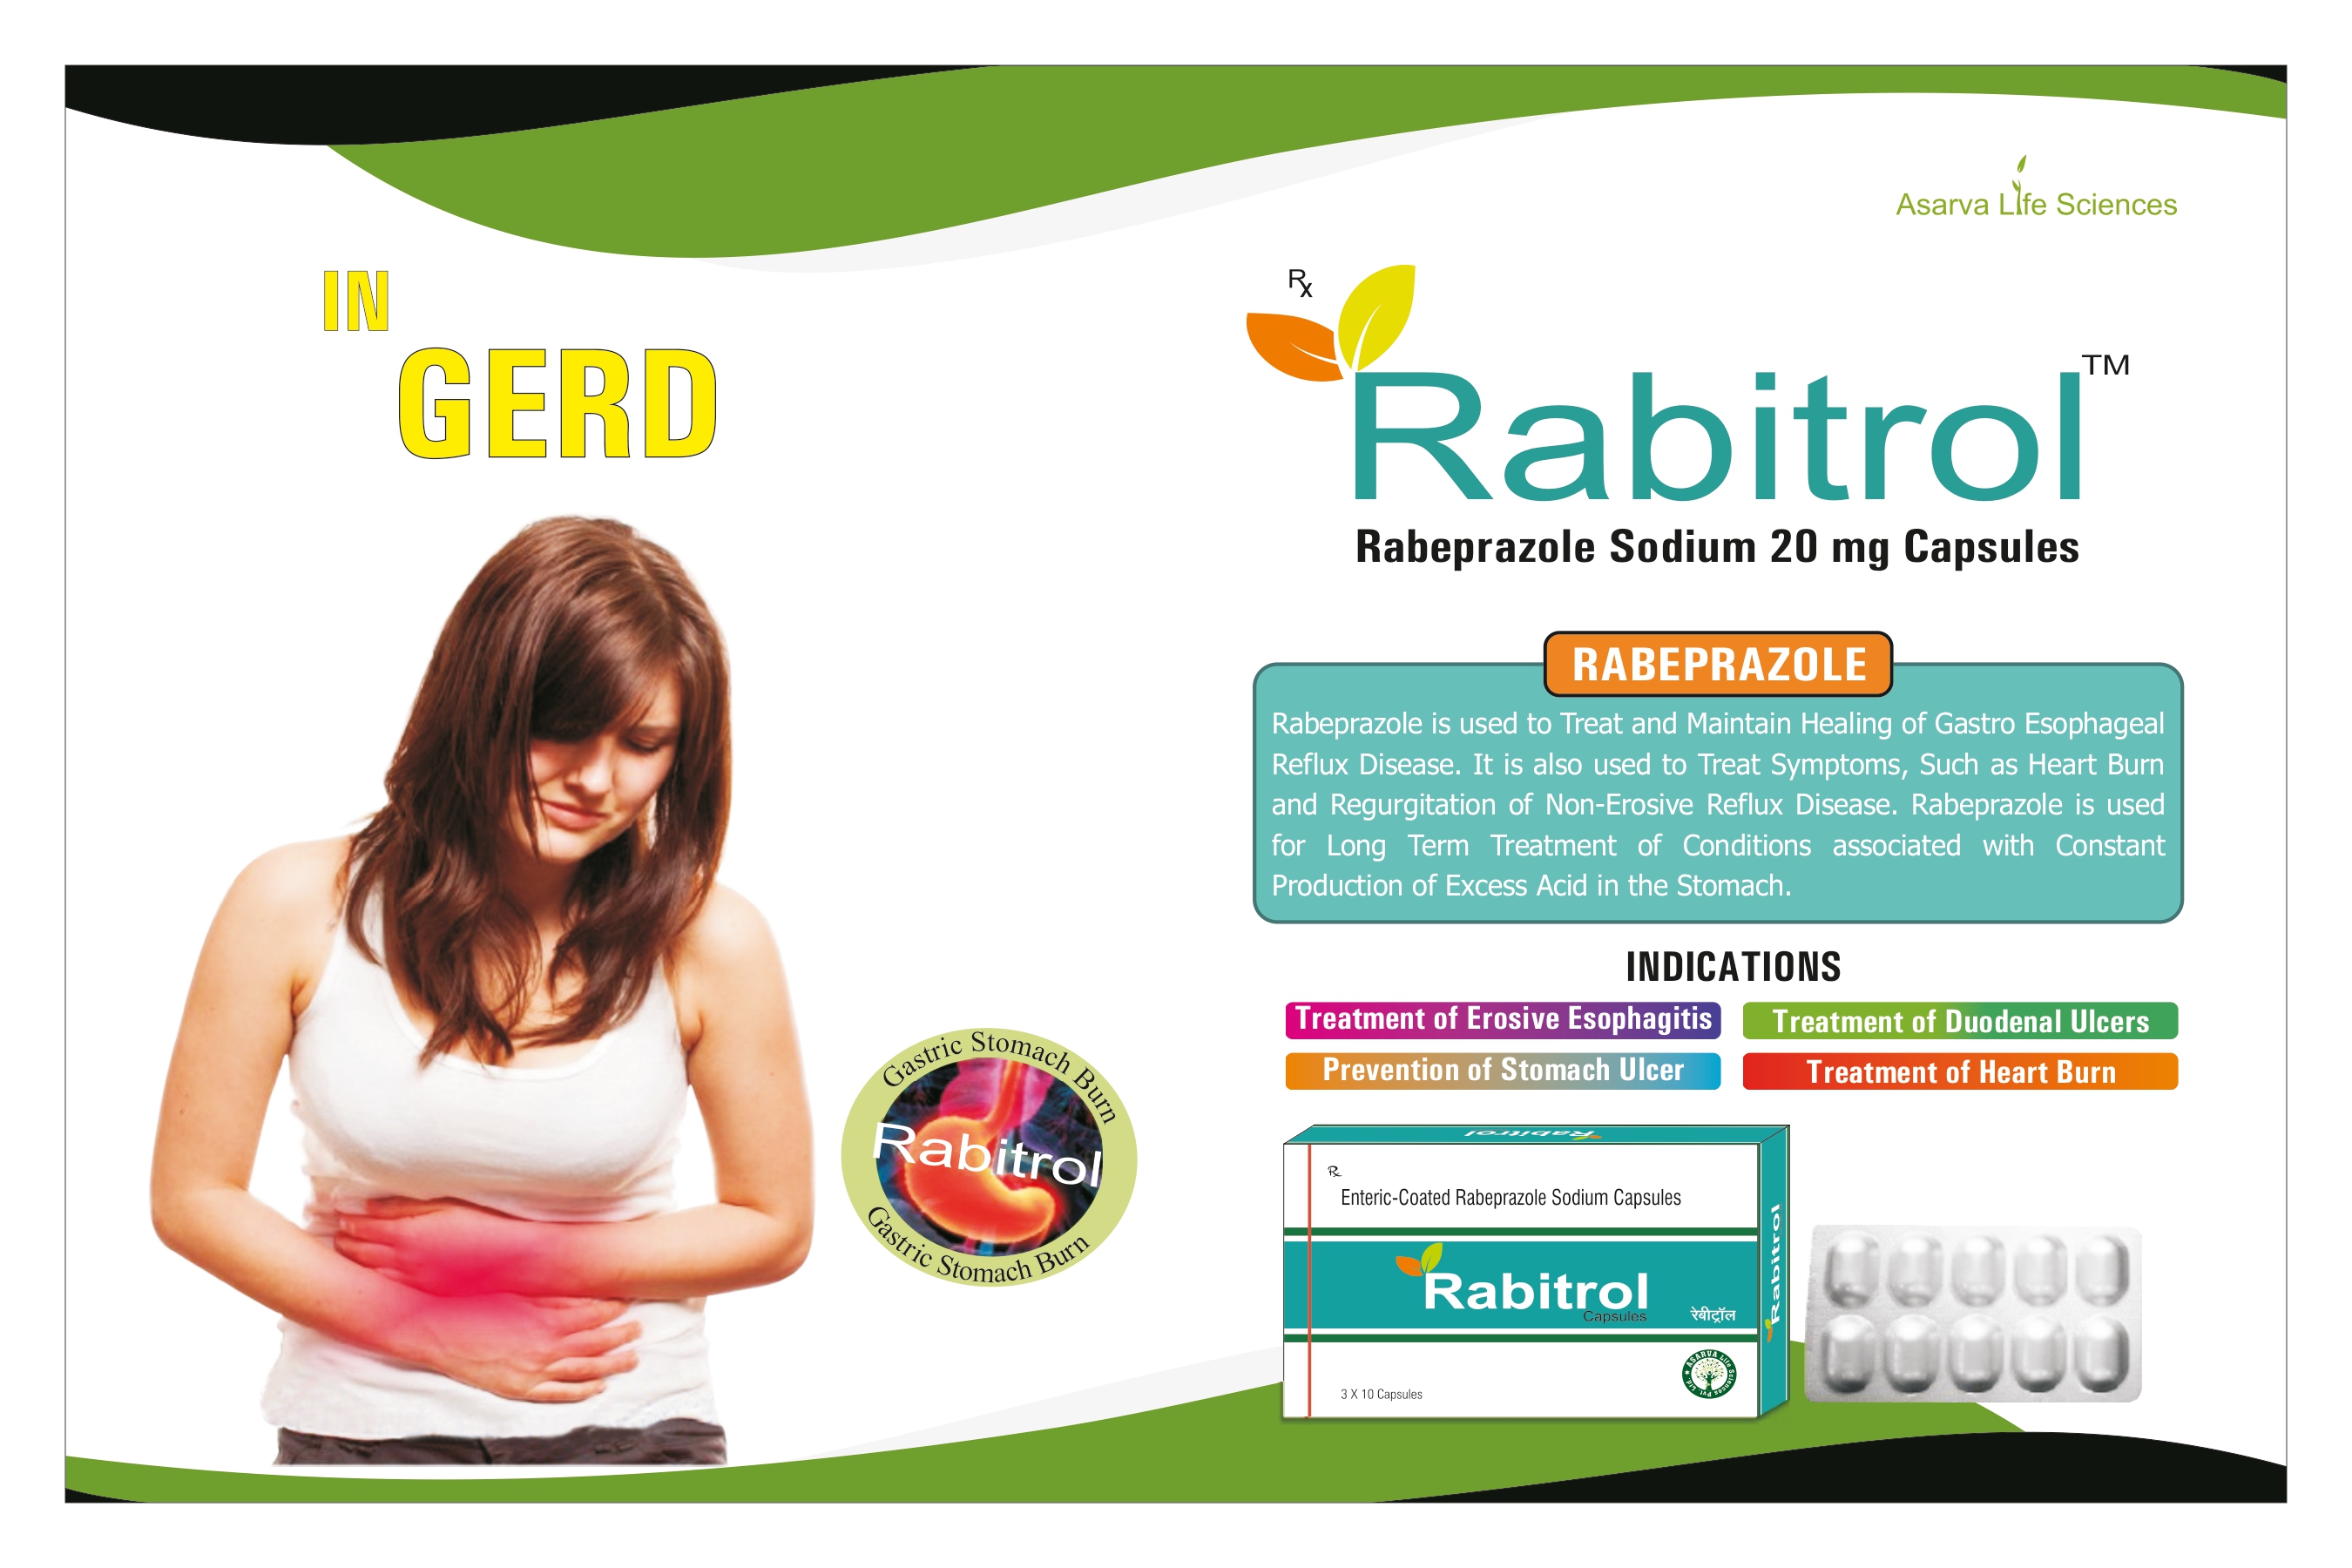 Asarva Life Sciences
IN
GERD
Rx
Rabitrol™
Rabeprazole Sodium 20 mg Capsules
RABEPRAZOLE
Rabeprazole is used to Treat and Maintain Healing of Gastro Esophageal
Reflux Disease. It is also used to Treat Symptoms, Such as Heart Burn
and Regurgitation of Non-Erosive Reflux Disease. Rabeprazole is used
for Long Term Treatment of Conditions associated with Constant
Production of Excess Acid in the Stomach.
INDICATIONS
Treatment of Erosive Esophagitis
Treatment of Duodenal Ulcers
Prevention of Stomach Ulcer
Treatment of Heart Burn
Gastric Stomach Burn
Rabitrol
Gastric Stomach Burn
Rabitrol
Rx
Enteric-Coated Rabeprazole Sodium Capsules
Rabitrol
Capsules
रेबीट्रॉल
3 X 10 Capsules
ASARVA Life Sciences Pvt Ltd.
Rabitrol